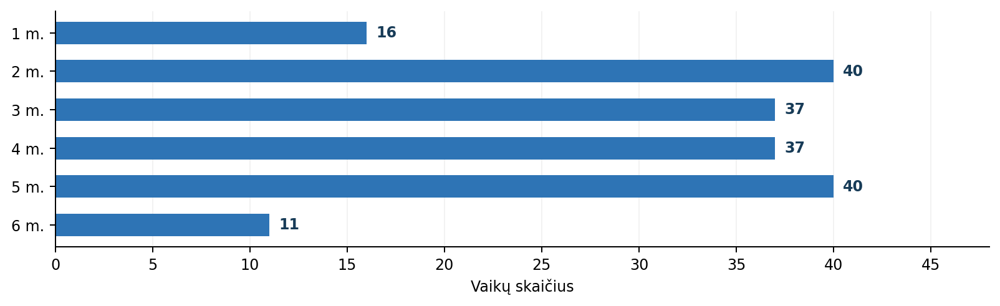 1 m. 16
2 m. 40
3 m. 37
4 m. 37
5 m. 40
6 m. 11
0 5 10 15 20 25 30 35 40 45
Vaikų skaičius